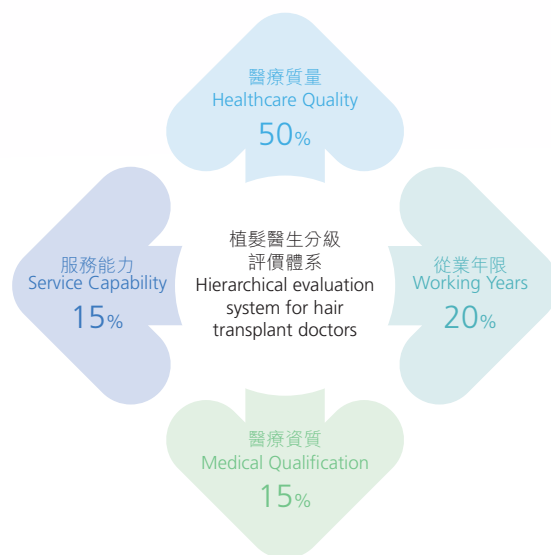 醫療質量
Healthcare Quality
50%
服務能力
Service Capability
15%
植髮醫生分級
評價體系
Hierarchical evaluation
system for hair
transplant doctors
從業年限
Working Years
20%
醫療資質
Medical Qualification
15%